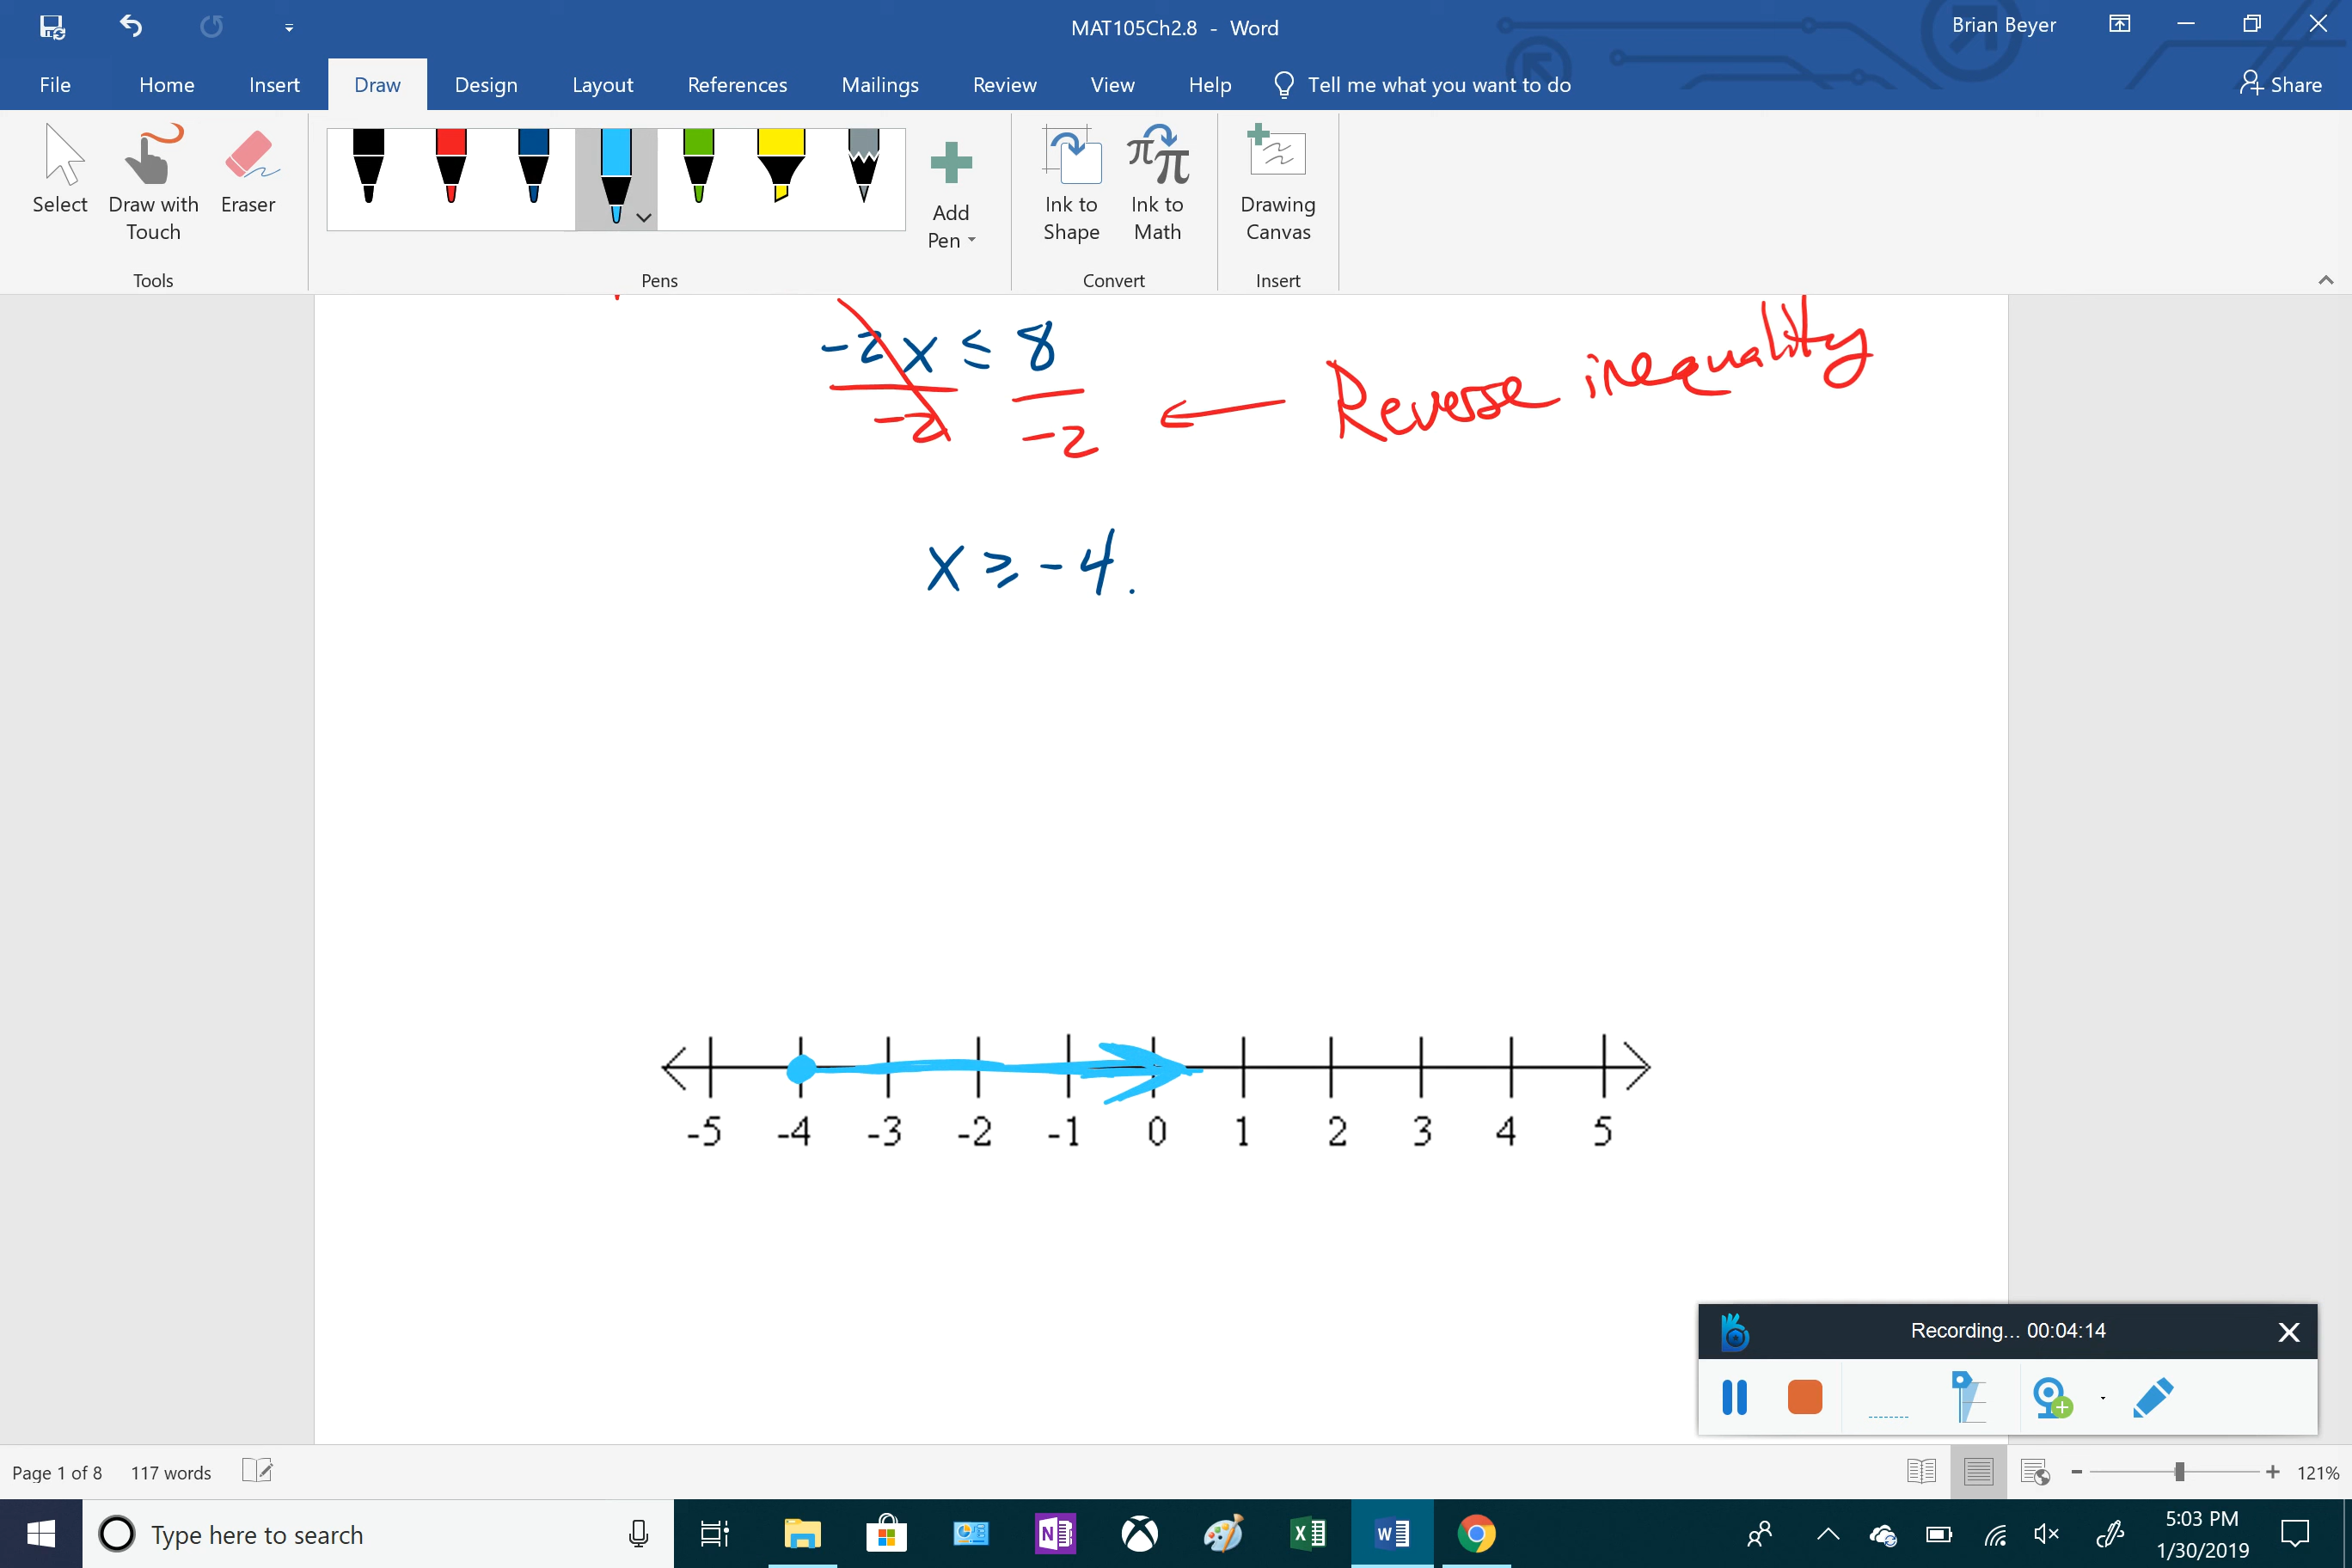 MAT105Ch2.8 - Word
Brian Beyer
File Home Insert Draw Design Layout References Mailings Review View Help Tell me what you want to do
Share
Select Draw with Touch Eraser
Add Pen
Ink to Shape Ink to Math
Drawing Canvas
Tools Pens Convert Insert
-2x ≤ 8
-2 -2
Reverse inequality
x ≥ -4.
-5 -4 -3 -2 -1 0 1 2 3 4 5
Recording... 00:04:14
Page 1 of 8 117 words
121%
Type here to search
5:03 PM
1/30/2019